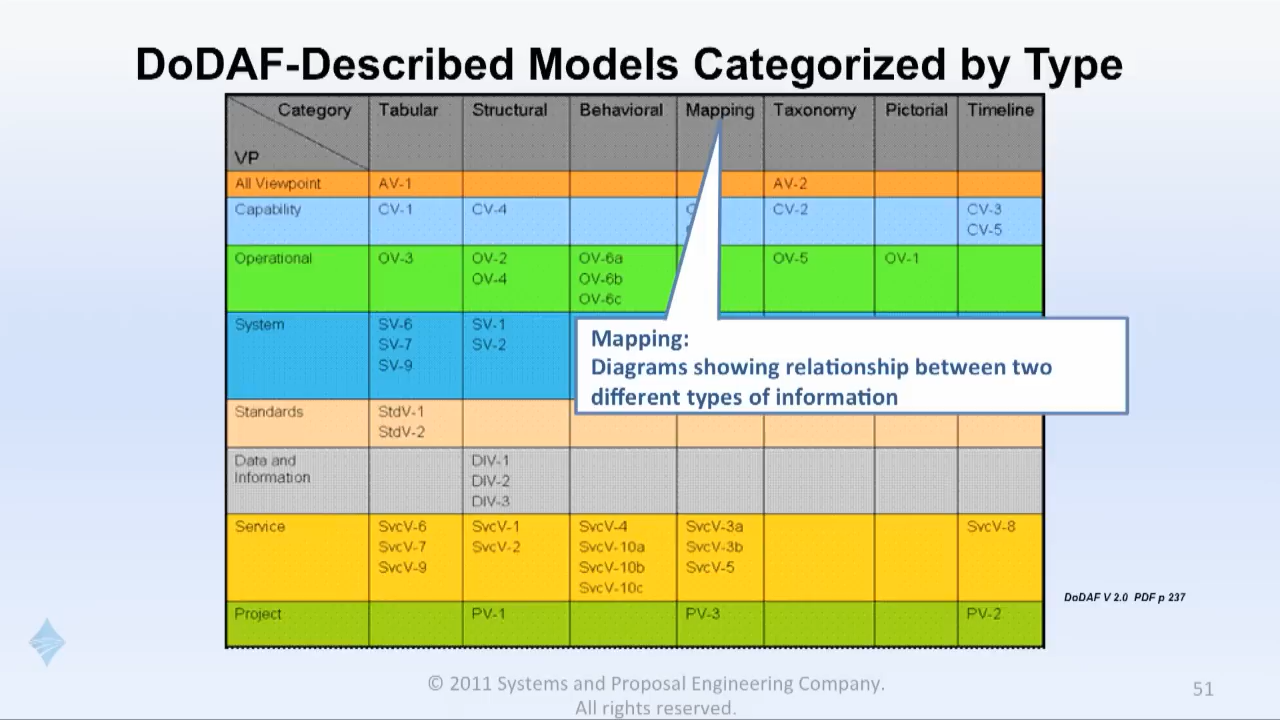 DoDAF-Described Models Categorized by Type
Category Tabular Structural Behavioral Mapping Taxonomy Pictorial Timeline
VP
All Viewpoint AV-1 AV-2
Capability CV-1 CV-4 CV-2 CV-3
CV-5
Operational OV-3 OV-2 OV-6a OV-5 OV-1
OV-4 OV-6b
OV-6c
System SV-6 SV-1
SV-7 SV-2
SV-9
Mapping:
Diagrams showing relationship between two
different types of information
Standards StdV-1
StdV-2
Data and DIV-1
Information DIV-2
DIV-3
Service SvcV-6 SvcV-1 SvcV-4 SvcV-3a SvcV-8
SvcV-7 SvcV-2 SvcV-10a SvcV-3b
SvcV-9 SvcV-10b SvcV-5
SvcV-10c
Project PV-1 PV-3 PV-2
DoDAF V 2.0 PDF p 237
© 2011 Systems and Proposal Engineering Company.
All rights reserved.
51